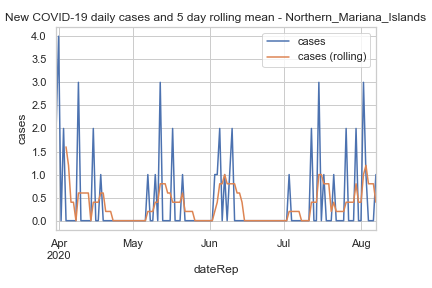 New COVID-19 daily cases and 5 day rolling mean - Northern_Mariana_Islands
cases
cases (rolling)
cases
4.0
3.5
3.0
2.5
2.0
1.5
1.0
0.5
0.0
Apr May Jun Jul Aug
2020
dateRep